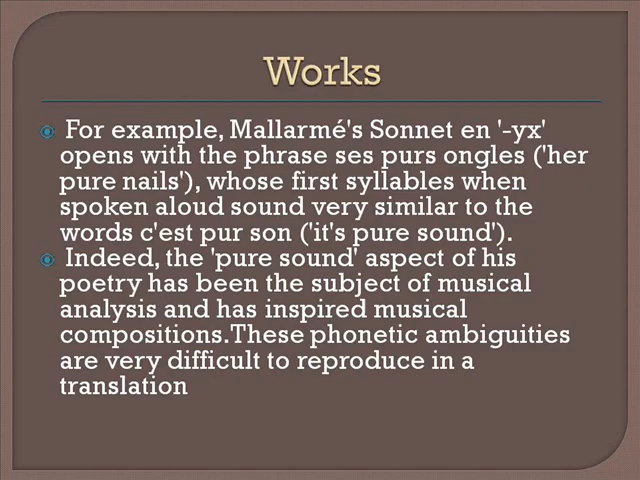 Works
For example, Mallarmé's Sonnet en '-yx'
opens with the phrase ses purs ongles ('her
pure nails'), whose first syllables when
spoken aloud sound very similar to the
words c'est pur son ('it's pure sound').
Indeed, the 'pure sound' aspect of his
poetry has been the subject of musical
analysis and has inspired musical
compositions.These phonetic ambiguities
are very difficult to reproduce in a
translation